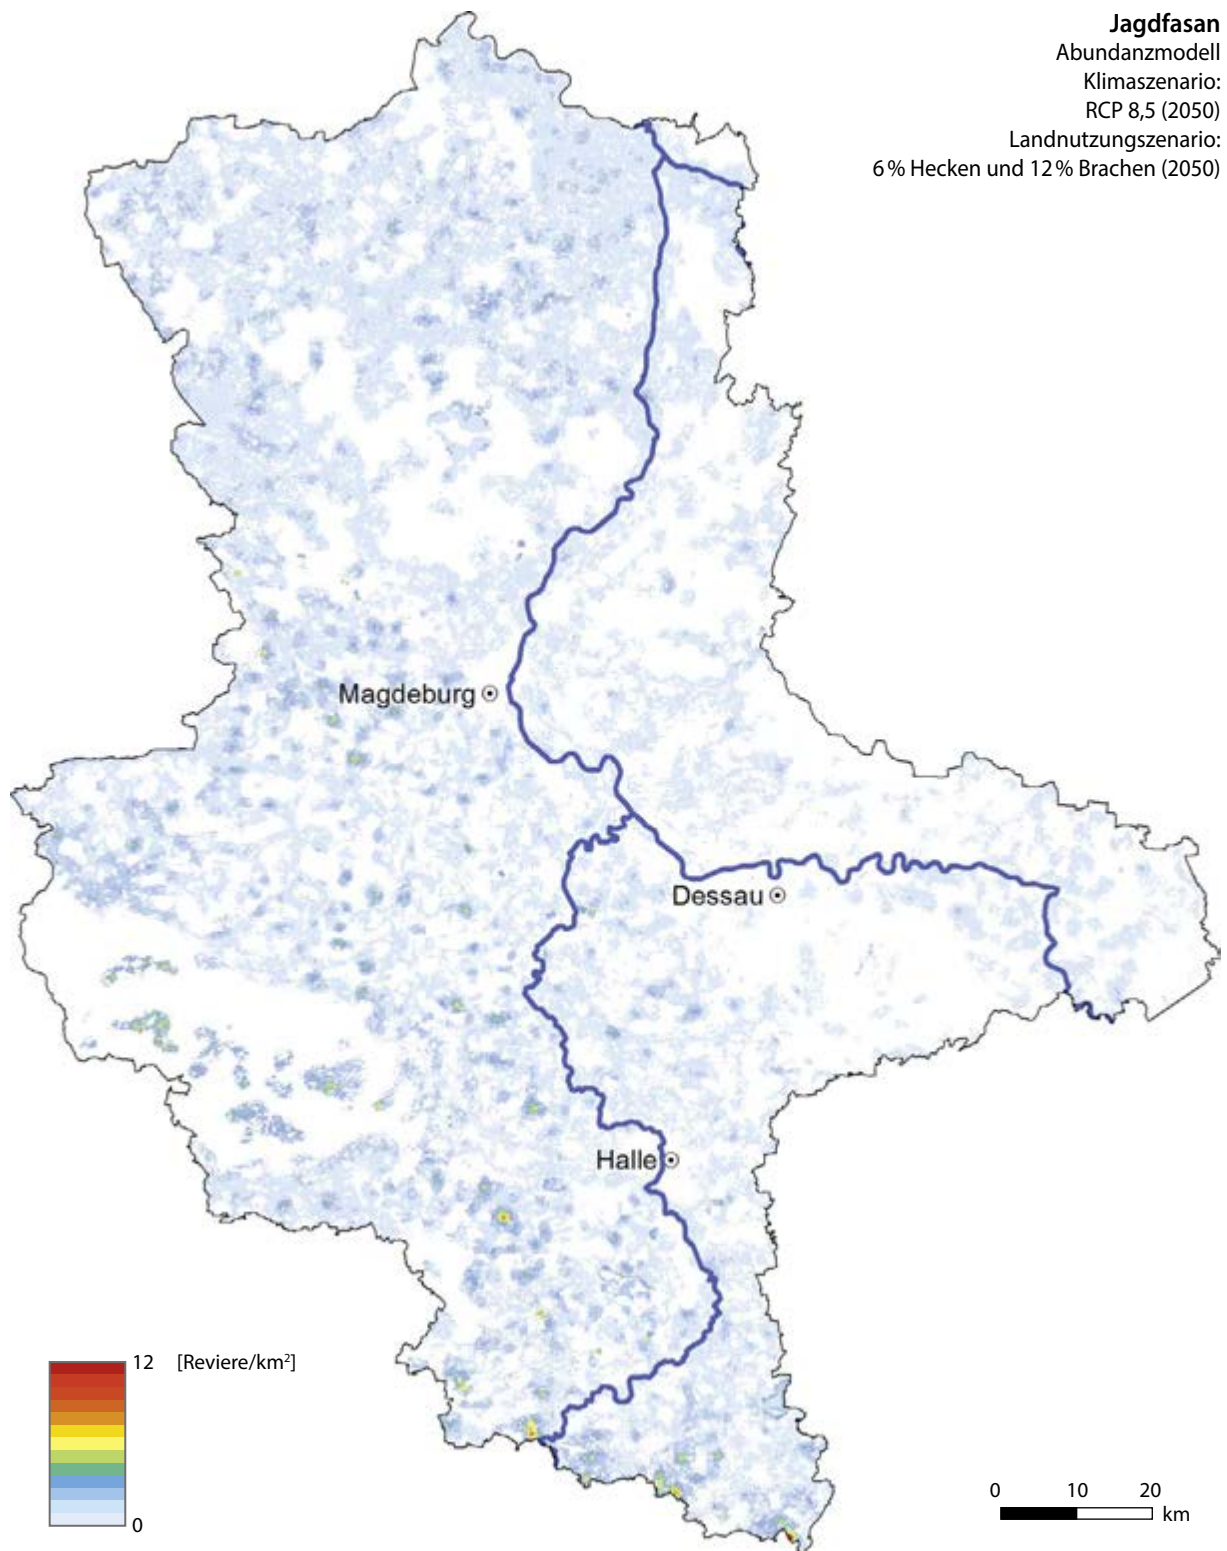 Jagdfasan
Abundanzmodell
Klimaszenario:
RCP 8,5 (2050)
Landnutzungszenario:
6 % Hecken und 12 % Brachen (2050)
Magdeburg
Dessau
Halle
12 [Reviere/km²]
0
0 10 20
km